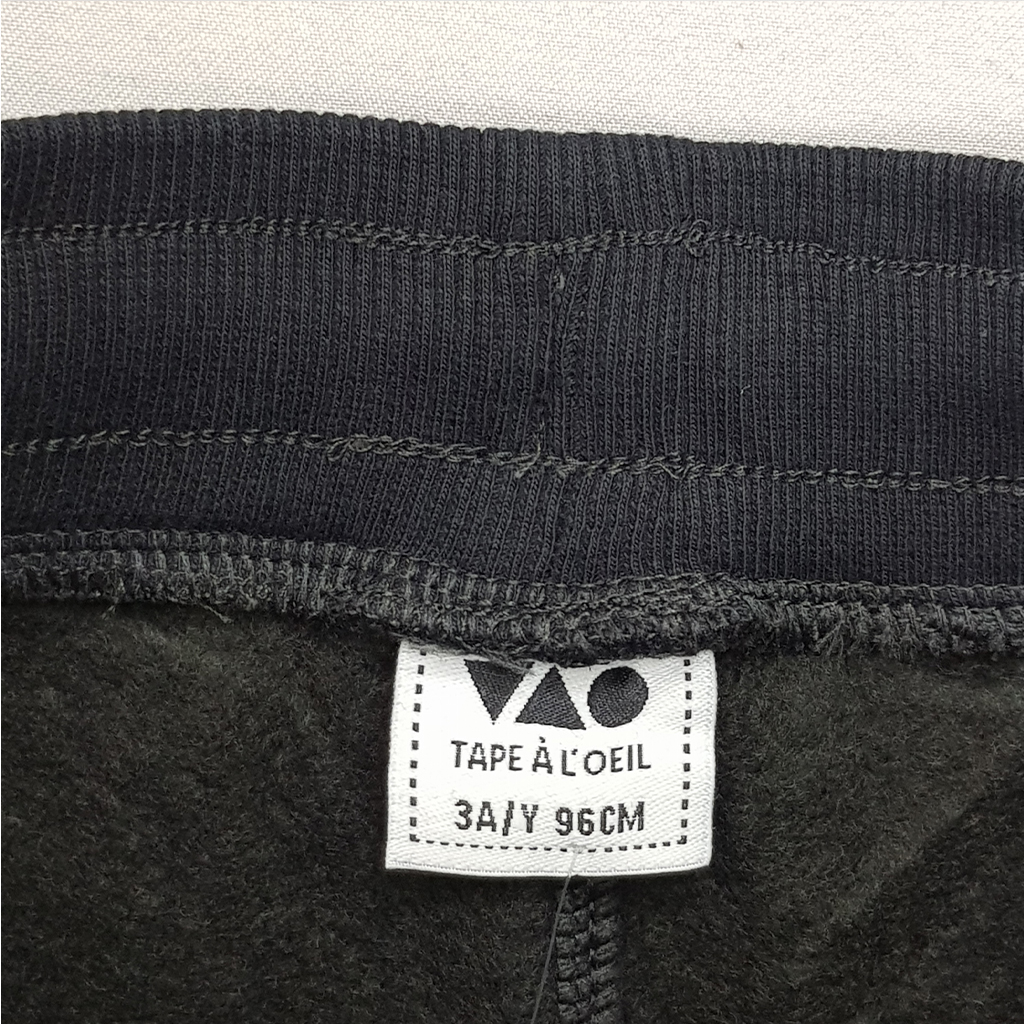 TAPE À L'OEIL
3A/Y 96CM